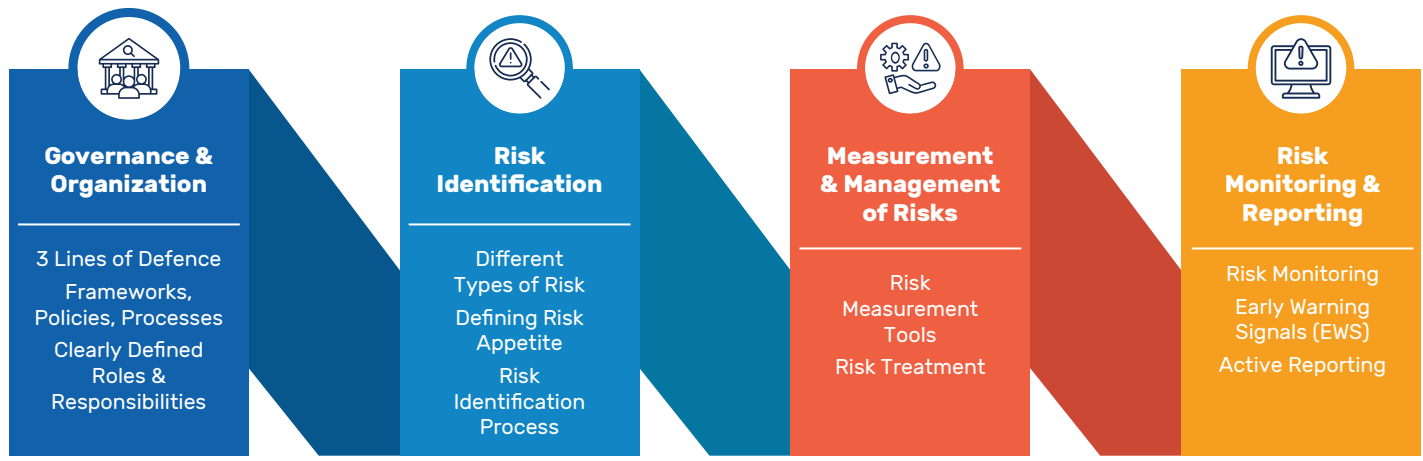 Governance &
Organization
3 Lines of Defence
Frameworks,
Policies, Processes
Clearly Defined
Roles &
Responsibilities
Risk
Identification
Different
Types of Risk
Defining Risk
Appetite
Risk
Identification
Process
Measurement
& Management
of Risks
Risk
Measurement
Tools
Risk Treatment
Risk
Monitoring &
Reporting
Risk Monitoring
Early Warning
Signals (EWS)
Active Reporting